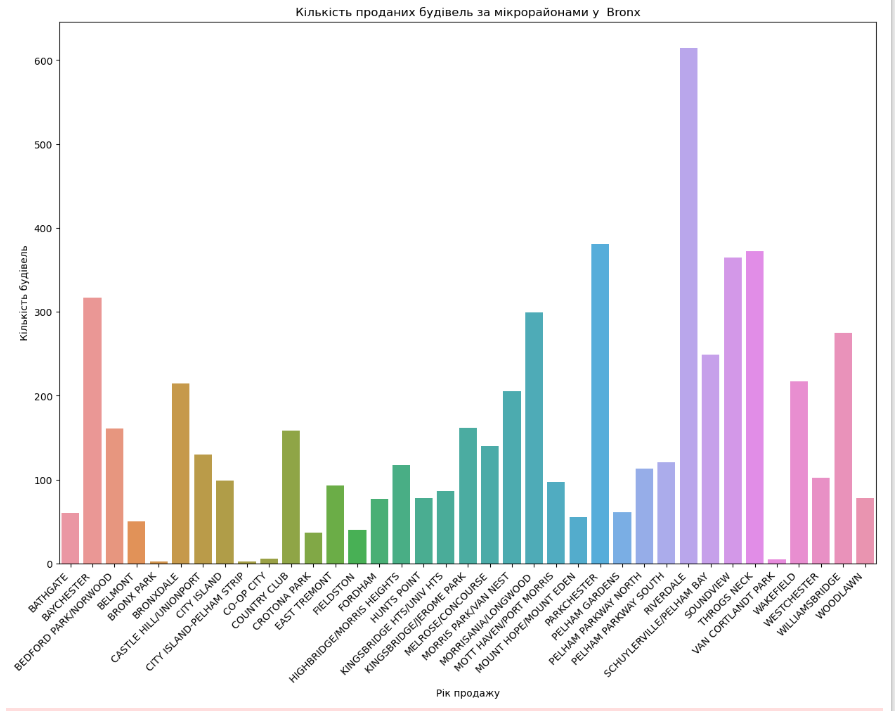 Кількість проданих будівель за мікрорайонами у  Bronx
Кількість будівель
600
500
400
300
200
100
0
BATHGATE
BAYCHESTER
BEDFORD PARK/NORWOOD
BELMONT
BRONX PARK
BRONXDALE
CASTLE HILL/UNIONPORT
CITY ISLAND
CITY ISLAND-PELHAM STRIP
CO-OP CITY
COUNTRY CLUB
CROTONA PARK
EAST TREMONT
FIELDSTON
FORDHAM
HIGHBRIDGE/MORRIS HEIGHTS
HUNTS POINT
KINGSBRIDGE HTS/UNIV HTS
KINGSBRIDGE/JEROME PARK
MELROSE/CONCOURSE
MORRIS PARK/VAN NEST
MORRISANIA/LONGWOOD
MOTT HAVEN/PORT MORRIS
MOUNT HOPE/MOUNT EDEN
PARKCHESTER
PELHAM GARDENS
PELHAM PARKWAY NORTH
PELHAM PARKWAY SOUTH
RIVERDALE
SCHUYLERVILLE/PELHAM BAY
SOUNDVIEW
THROGS NECK
VAN CORTLANDT PARK
WAKEFIELD
WESTCHESTER
WILLIAMSBRIDGE
WOODLAWN
Рік продажу